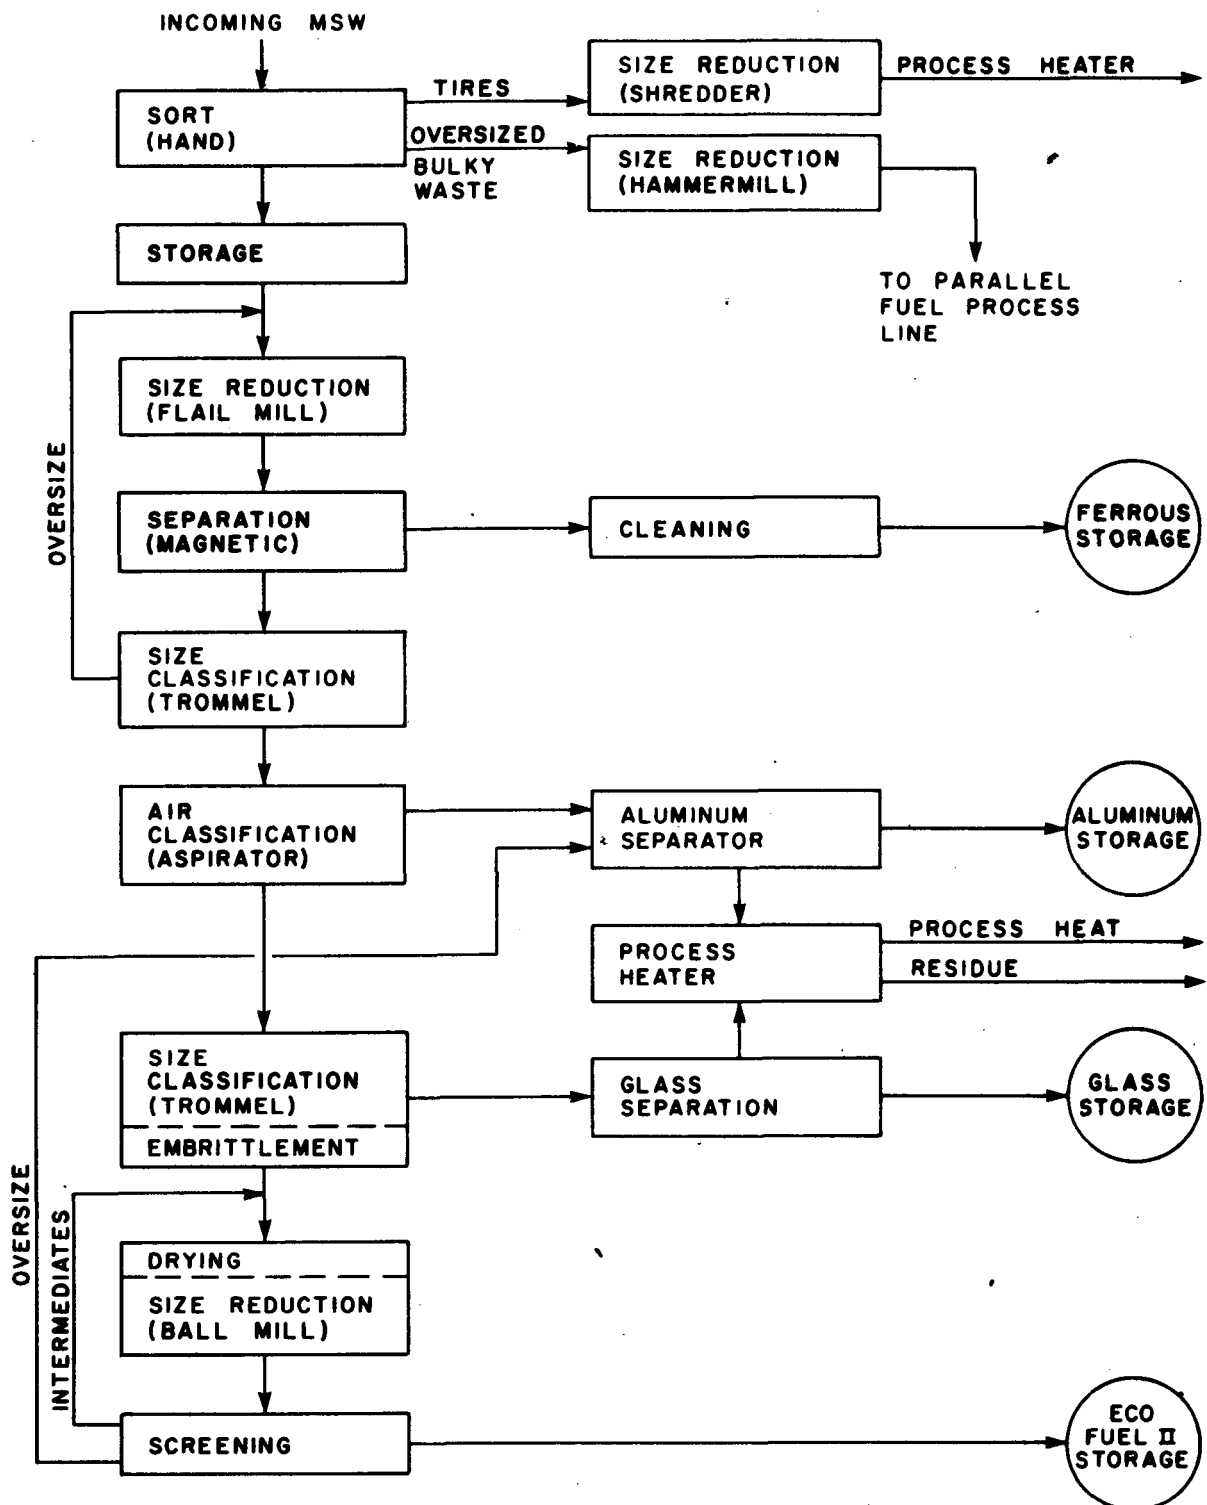 INCOMING MSW
SORT
(HAND)
TIRES
OVERSIZED
BULKY
WASTE
SIZE REDUCTION
(SHREDDER)
PROCESS HEATER
SIZE REDUCTION
(HAMMERMILL)
TO PARALLEL
FUEL PROCESS
LINE
STORAGE
SIZE REDUCTION
(FLAIL MILL)
OVERSIZE
SEPARATION
(MAGNETIC)
CLEANING
FERROUS
STORAGE
SIZE
CLASSIFICATION
(TROMMEL)
AIR
CLASSIFICATION
(ASPIRATOR)
ALUMINUM
SEPARATOR
ALUMINUM
STORAGE
PROCESS
HEATER
PROCESS HEAT
RESIDUE
SIZE
CLASSIFICATION
(TROMMEL)
EMBRITTLEMENT
GLASS
SEPARATION
GLASS
STORAGE
OVERSIZE
INTERMEDIATES
DRYING
SIZE REDUCTION
(BALL MILL)
SCREENING
ECO
FUEL II
STORAGE